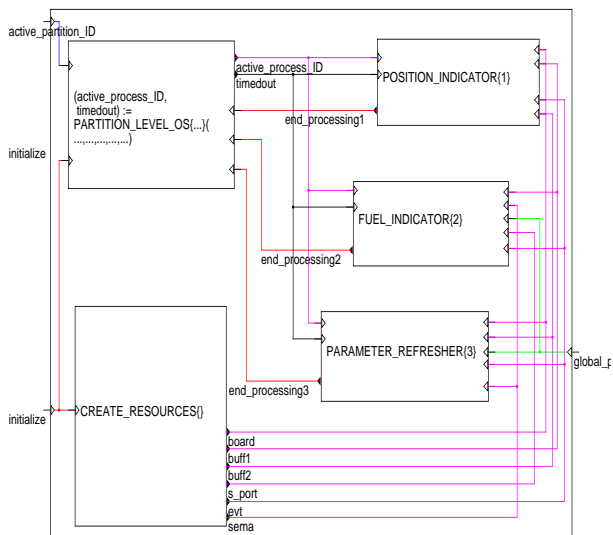 active_partition_ID
(active_process_ID,
timedout) :=
PARTITION_LEVEL_OS{...}(
...,...,...,...,...)
active_process_ID
timedout
POSITION_INDICATOR{1}
end_processing1
initialize
FUEL_INDICATOR{2}
end_processing2
PARAMETER_REFRESHER{3}
global_p
end_processing3
initialize
CREATE_RESOURCES{}
board
buff1
buff2
s_port
evt
sema